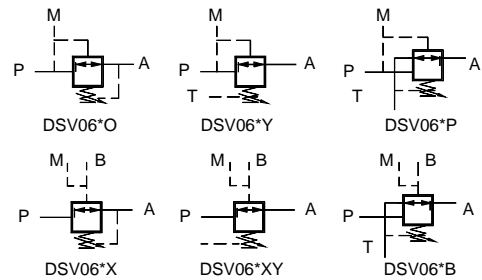 M M M
P A P A P A
T T
DSV06*O DSV06*Y DSV06*P
M B M B M B
P A P A P A
T
DSV06*X DSV06*XY DSV06*B